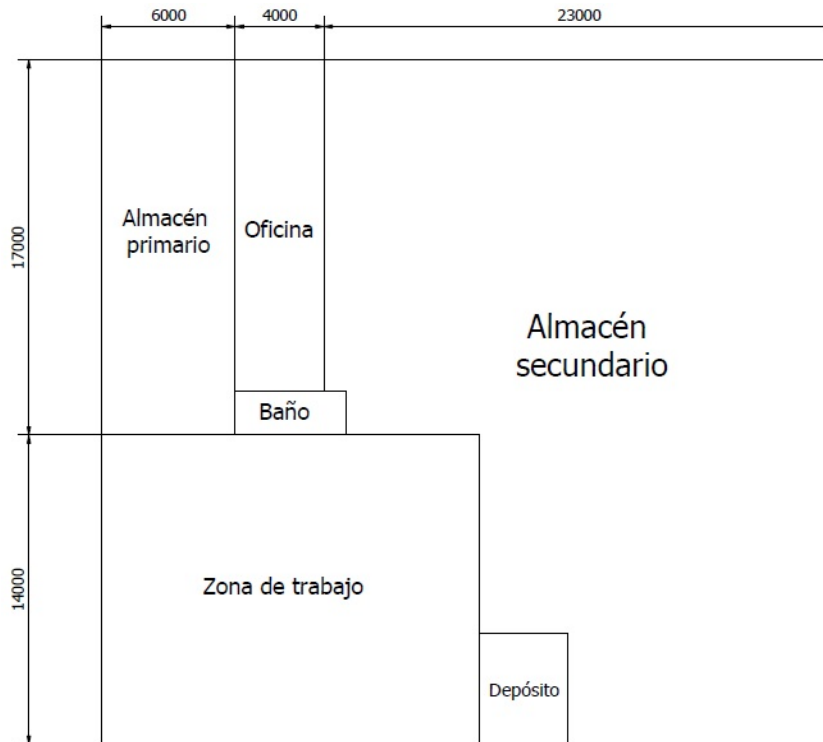 6000
4000
23000
17000
Almacén
primario
Oficina
Almacén
secundario
Baño
14000
Zona de trabajo
Depósito